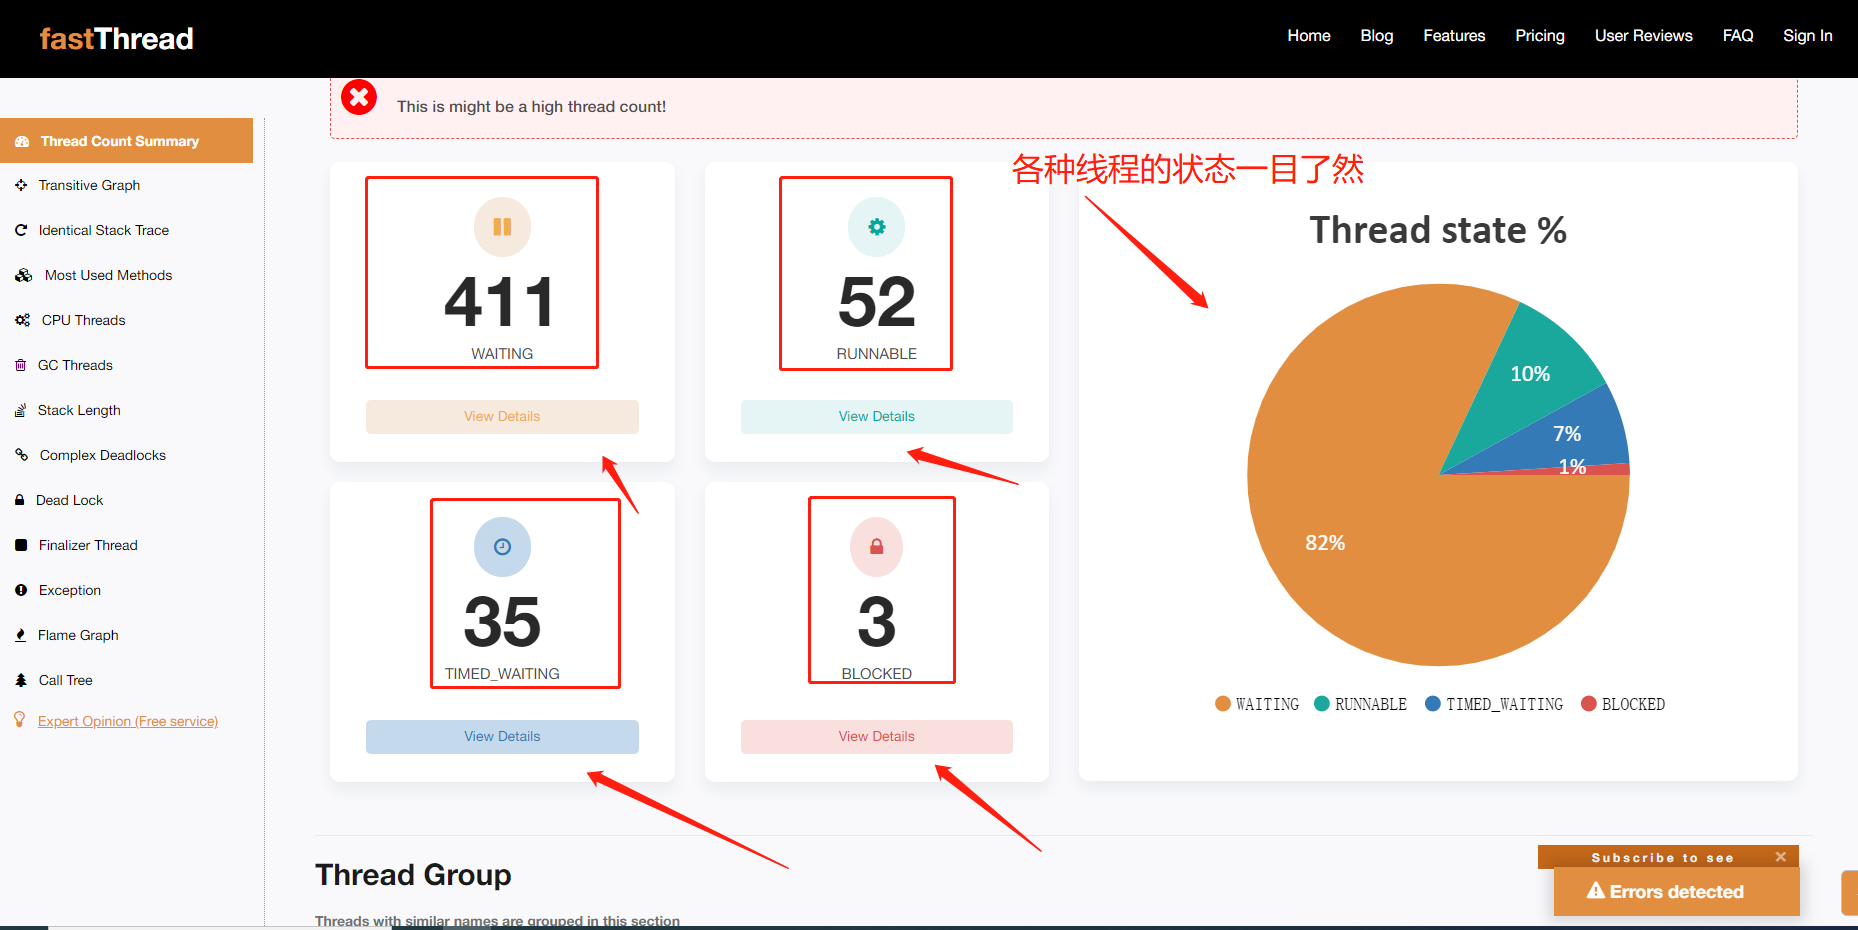 fastThread
Home Blog Features Pricing User Reviews FAQ Sign In
This is might be a high thread count!
Thread Count Summary
Transitive Graph
Identical Stack Trace
Most Used Methods
CPU Threads
GC Threads
Stack Length
Complex Deadlocks
Dead Lock
Finalizer Thread
Exception
Flame Graph
Call Tree
Expert Opinion (Free service)
411
WAITING
View Details
52
RUNNABLE
View Details
35
TIMED_WAITING
View Details
3
BLOCKED
View Details
各种线程的状态一目了然
Thread state %
10%
7%
1%
82%
WAITING RUNNABLE TIMED_WAITING BLOCKED
Thread Group
Threads with similar names are grouped in this section
Subscribe to see
Errors detected